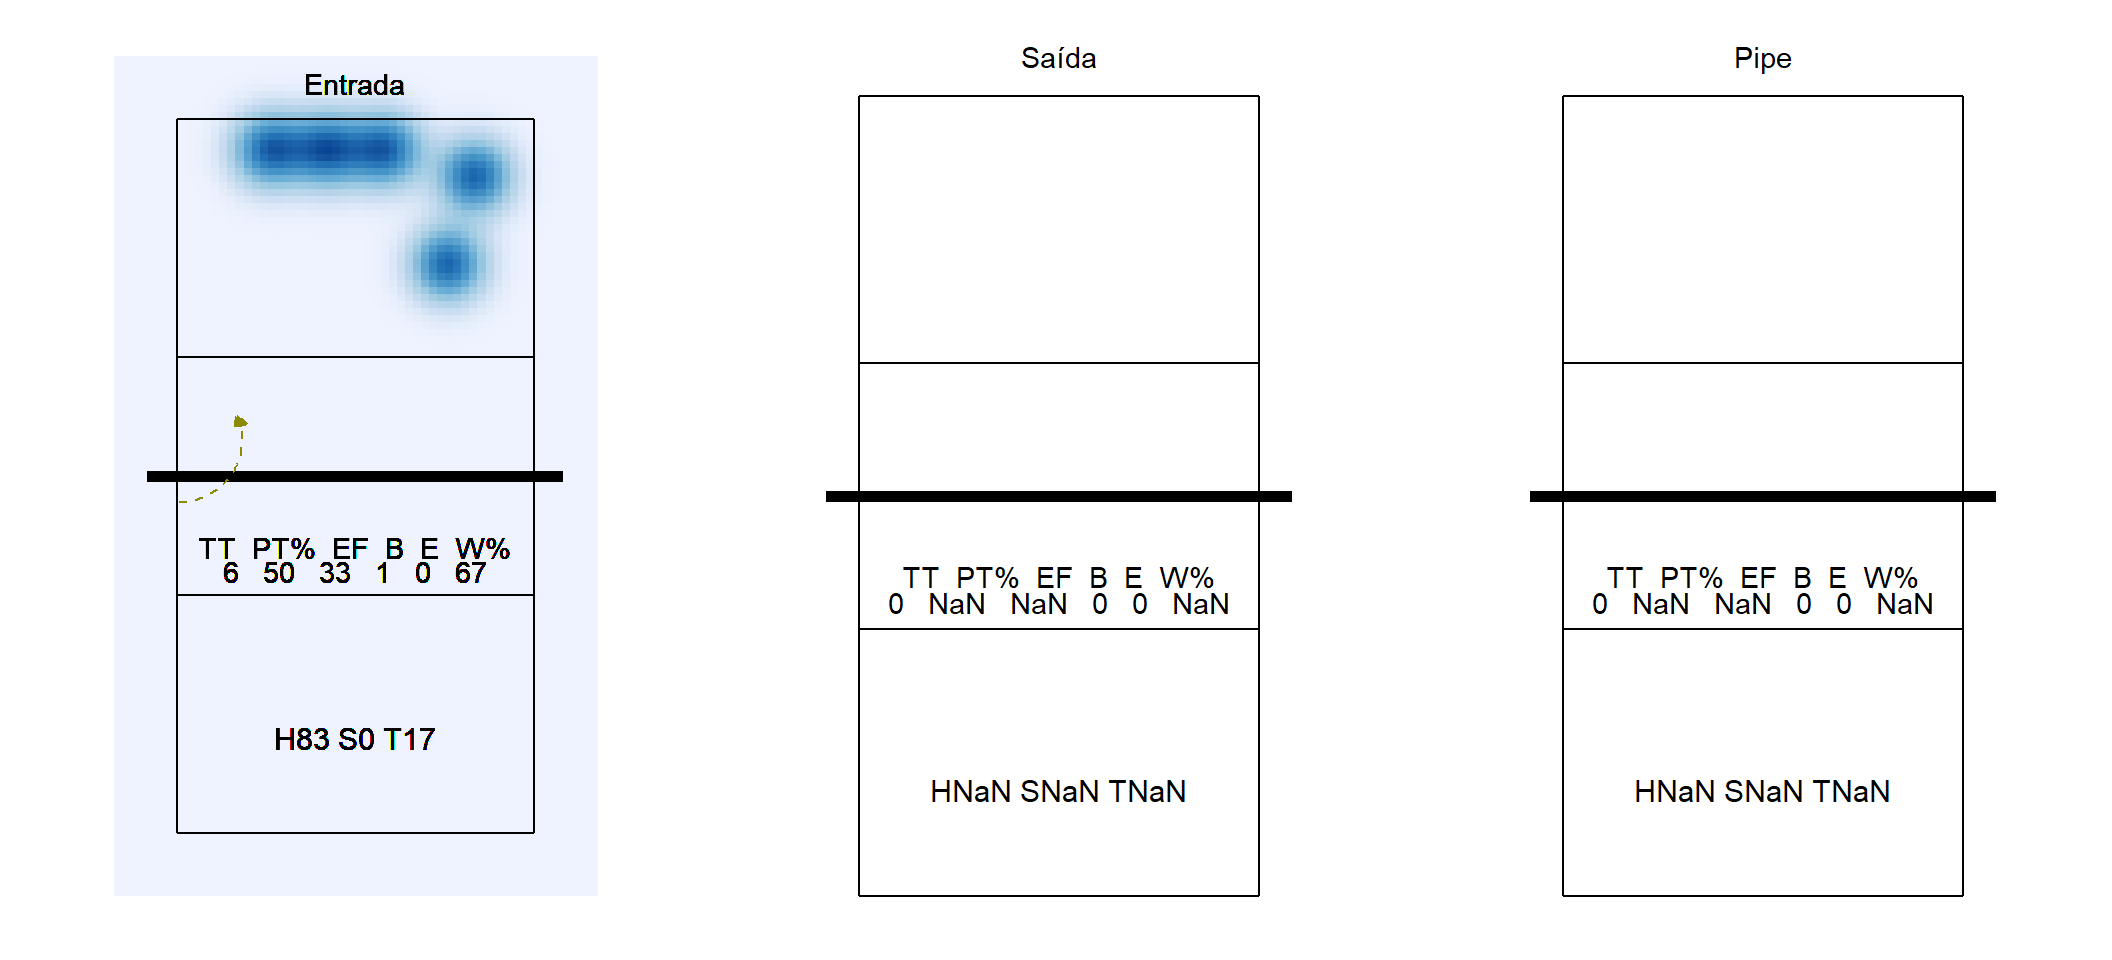 Entrada
TT PT% EF B E W%
6 50 33 1 0 67
H83 S0 T17
Saída
TT PT% EF B E W%
0 NaN NaN 0 0 NaN
HNaN SNaN TNaN
Pipe
TT PT% EF B E W%
0 NaN NaN 0 0 NaN
HNaN SNaN TNaN